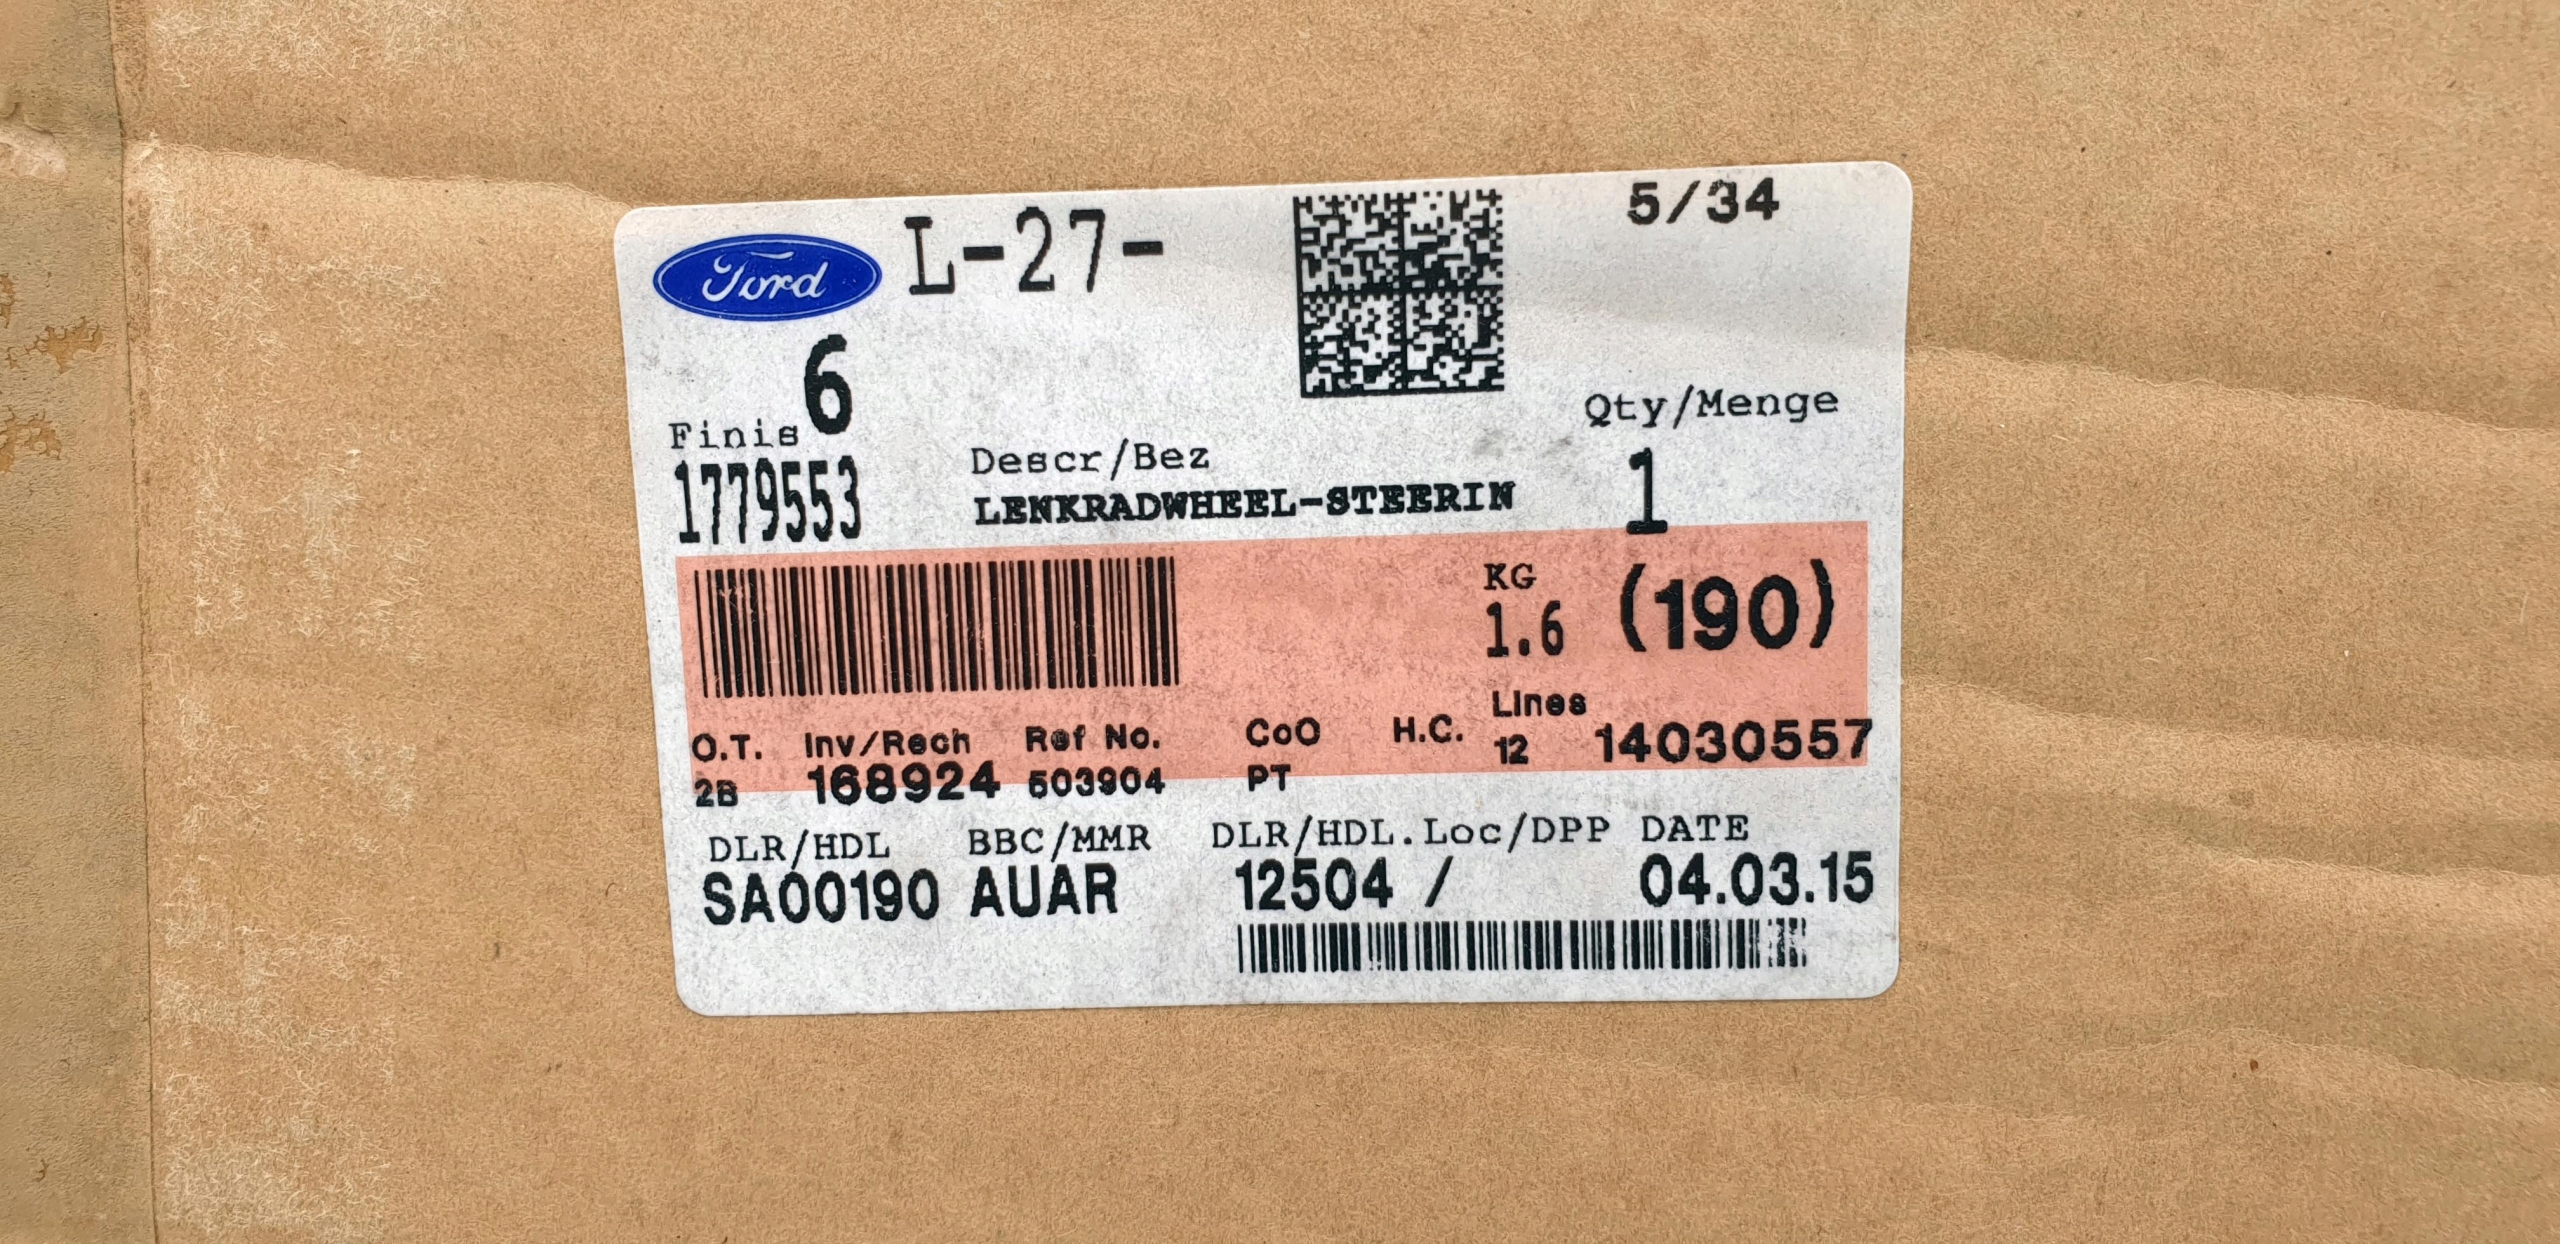 Ford L-27- 5/34
6
Finis Descr/Bez Qty/Menge
1779553 LENKRADWHEEL-STEERIN 1
KG
1.6 (190)
O.T. Inv/Rech Ref No. CoO H.C. Lines
2B 168924 503904 PT 12 14030557
DLR/HDL BBC/MMR DLR/HDL.Loc/DPP DATE
SA00190 AUAR 12504 / 04.03.15